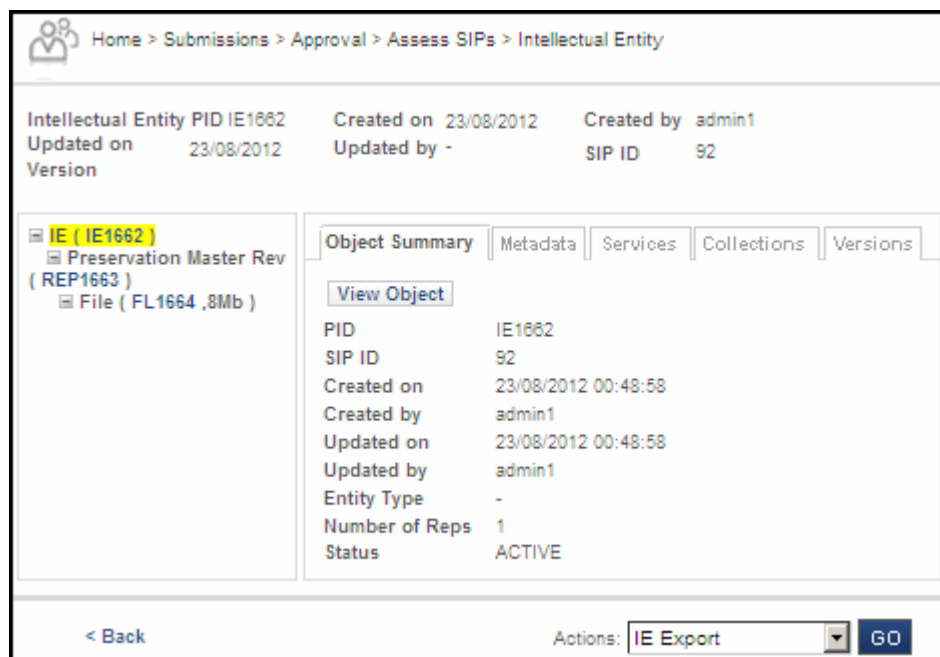 Home > Submissions > Approval > Assess SIPs > Intellectual Entity
Intellectual Entity PID IE1662 Created on 23/08/2012 Created by admin1
Updated on 23/08/2012 Updated by - SIP ID 92
Version
IE ( IE1662 )
Preservation Master Rev
( REP1663 )
File ( FL1664 ,8Mb )
Object Summary Metadata Services Collections Versions
View Object
PID IE1662
SIP ID 92
Created on 23/08/2012 00:48:58
Created by admin1
Updated on 23/08/2012 00:48:58
Updated by admin1
Entity Type -
Number of Reps 1
Status ACTIVE
< Back Actions: IE Export GO